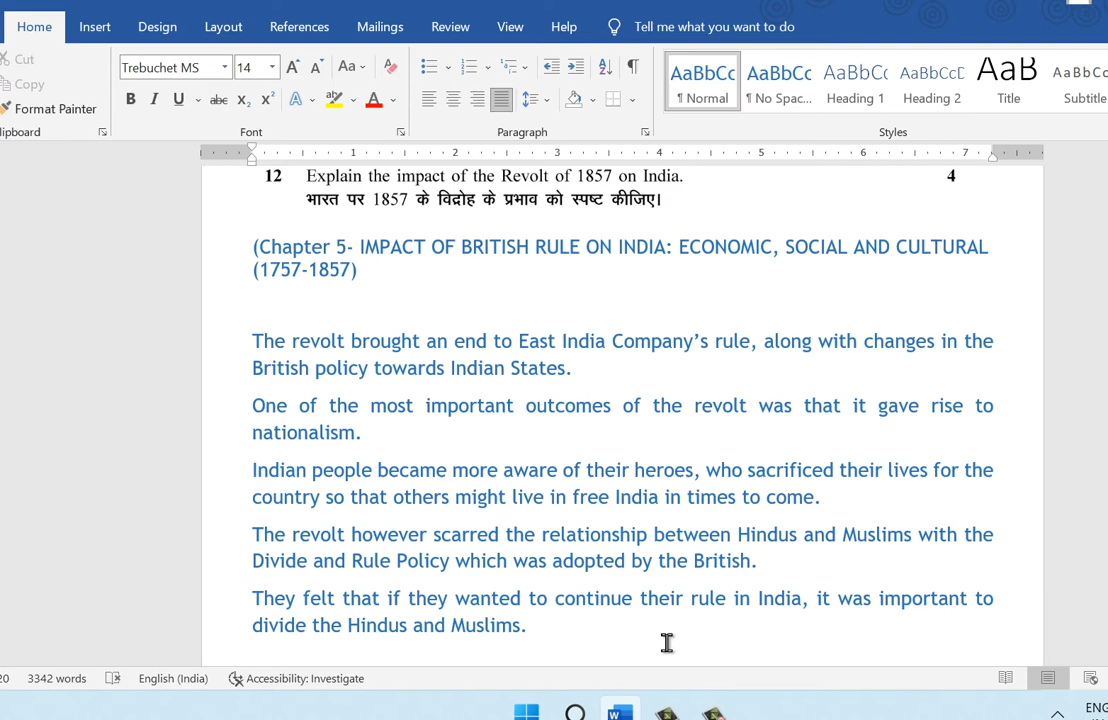 Home Insert Design Layout References Mailings Review View Help Tell me what you want to do
Cut
Copy
Format Painter
Trebuchet MS 14
¶ Normal ¶ No Spac... Heading 1 Heading 2 Title Subtitle
lipboard Font Paragraph Styles
1 2 3 4 5 6 7
12 Explain the impact of the Revolt of 1857 on India. 4
भारत पर 1857 के विद्रोह के प्रभाव को स्पष्ट कीजिए।
(Chapter 5- IMPACT OF BRITISH RULE ON INDIA: ECONOMIC, SOCIAL AND CULTURAL
(1757-1857)
The revolt brought an end to East India Company’s rule, along with changes in the
British policy towards Indian States.
One of the most important outcomes of the revolt was that it gave rise to
nationalism.
Indian people became more aware of their heroes, who sacrificed their lives for the
country so that others might live in free India in times to come.
The revolt however scarred the relationship between Hindus and Muslims with the
Divide and Rule Policy which was adopted by the British.
They felt that if they wanted to continue their rule in India, it was important to
divide the Hindus and Muslims.
20 3342 words English (India) Accessibility: Investigate
ENG